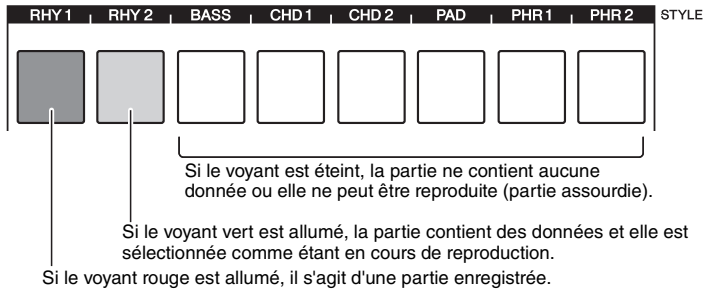 RHY 1 RHY 2 BASS CHD 1 CHD 2 PAD PHR 1 PHR 2 STYLE
Si le voyant est éteint, la partie ne contient aucune
donnée ou elle ne peut être reproduite (partie assourdie).
Si le voyant vert est allumé, la partie contient des données et elle est
sélectionnée comme étant en cours de reproduction.
Si le voyant rouge est allumé, il s'agit d'une partie enregistrée.